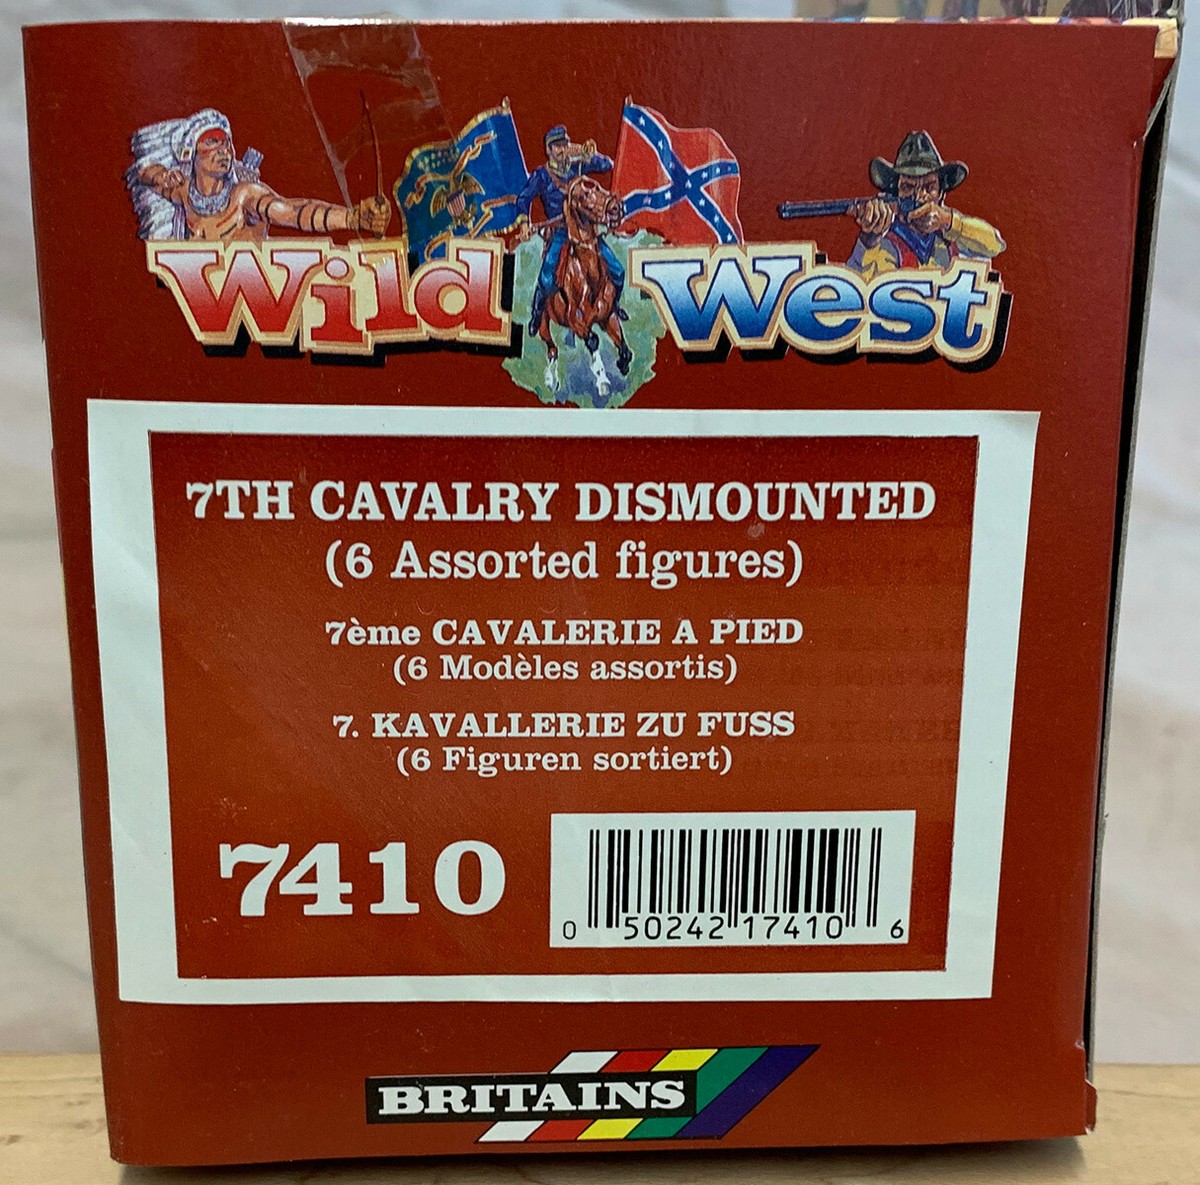 Wild West
7TH CAVALRY DISMOUNTED
(6 Assorted figures)
7ème CAVALERIE A PIED
(6 Modèles assortis)
7. KAVALLERIE ZU FUSS
(6 Figuren sortiert)
7410
0 50242 17410 6
BRITAINS